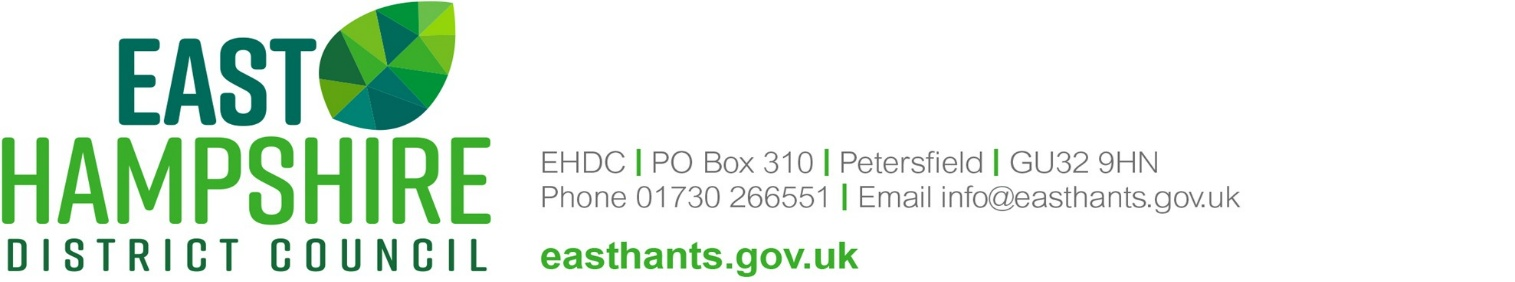 EAST
HAMPSHIRE
DISTRICT COUNCIL
EHDC | PO Box 310 | Petersfield | GU32 9HN
Phone 01730 266551 | Email info@easthants.gov.uk
easthants.gov.uk